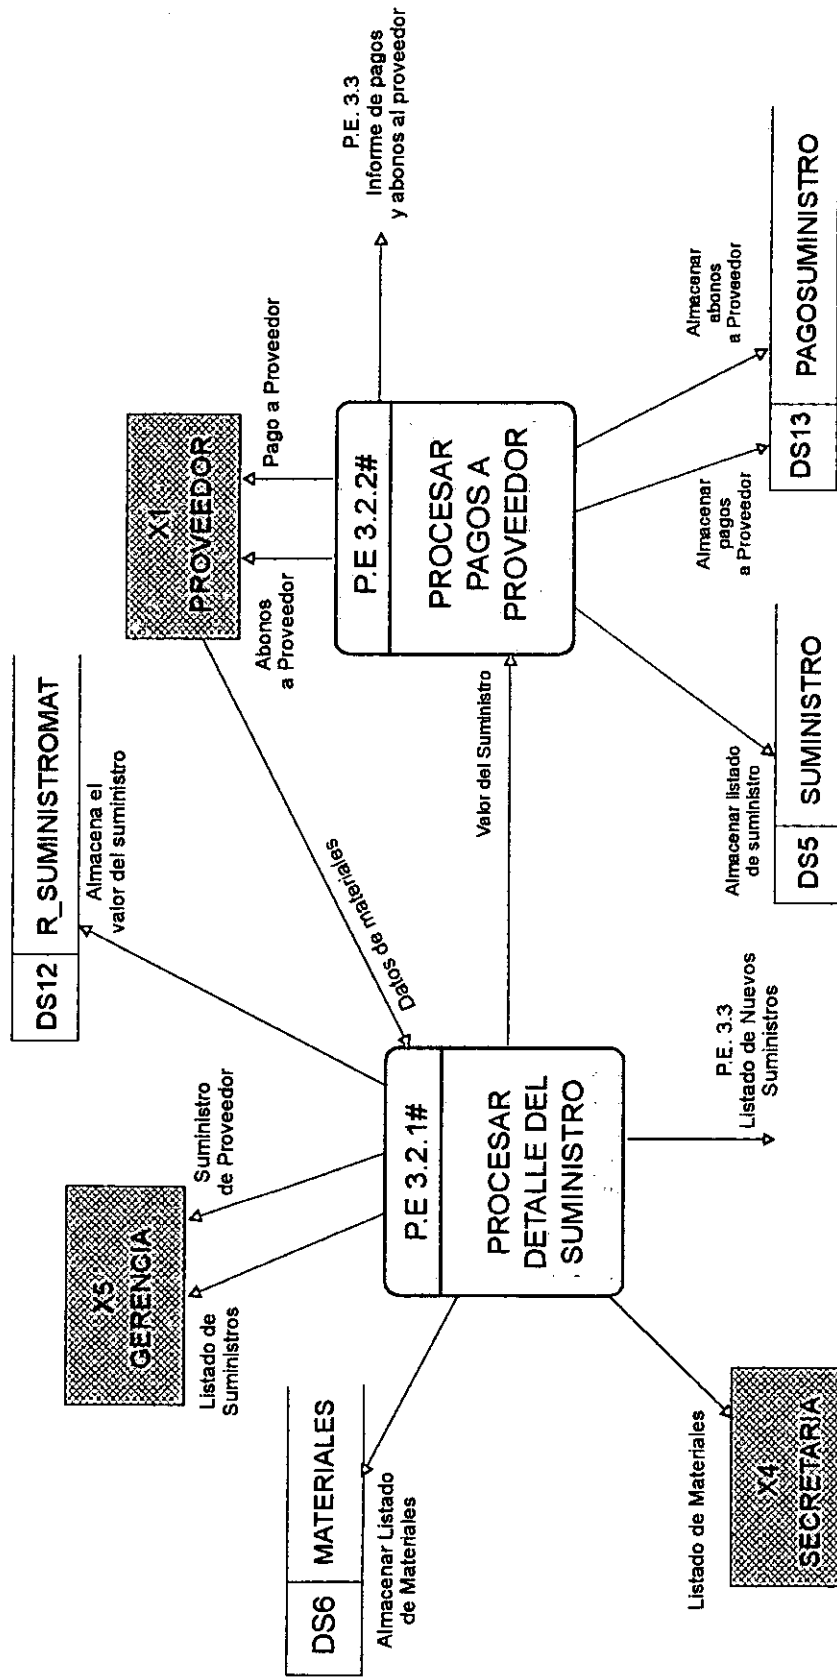 X5
GERENCIA
DS12 R_SUMINISTROMAT
X1
PROVEEDOR
Listado de
Suministros
Suministro
de Proveedor
Almacena el
valor del suministro
Abonos
a Proveedor
Pago a Proveedor
DS6 MATERIALES
Almacenar Listado
de Materiales
Datos de materiales
P.E 3.2.1#
PROCESAR
DETALLE DEL
SUMINISTRO
Valor del Suministro
P.E 3.2.2#
PROCESAR
PAGOS A
PROVEEDOR
P.E. 3.3
Informe de pagos
y abonos al proveedor
Listado de Materiales
X4
SECRETARIA
P.E. 3.3
Listado de Nuevos
Suministros
Almacenar listado
de suministro
DS5 SUMINISTRO
Almacenar
pagos
a Proveedor
Almacenar
abonos
a Proveedor
DS13 PAGOSUMINISTRO